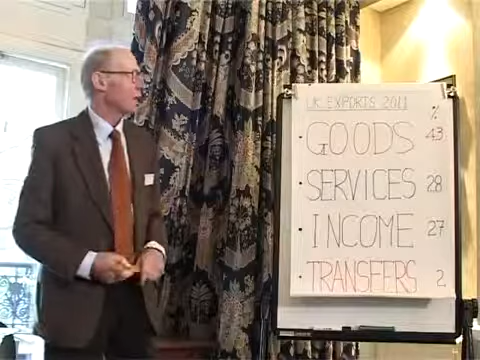 UK EXPORTS 2011 %
GOODS 43
SERVICES 28
INCOME 27
TRANSFERS 2